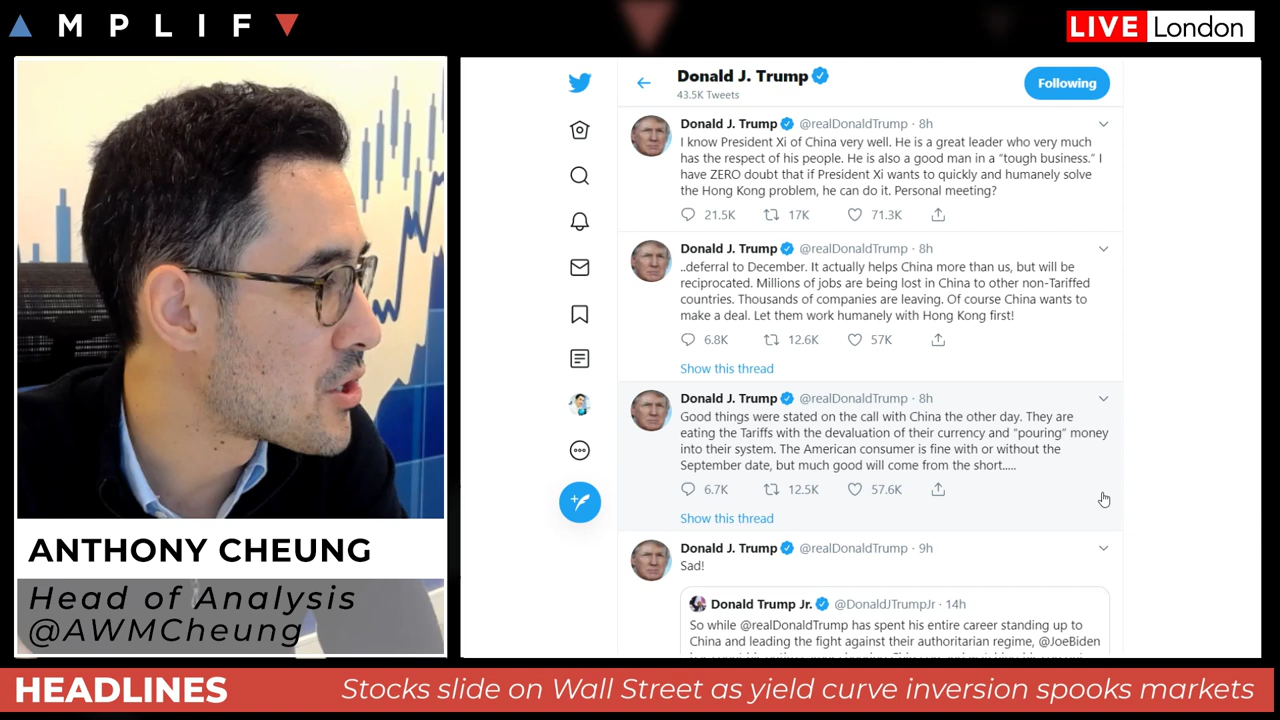 ▲ M P L I F ▼
LIVE London
Donald J. Trump
43.5K Tweets
Following
Donald J. Trump @realDonaldTrump · 8h
I know President Xi of China very well. He is a great leader who very much
has the respect of his people. He is also a good man in a “tough business.” I
have ZERO doubt that if President Xi wants to quickly and humanely solve
the Hong Kong problem, he can do it. Personal meeting?
21.5K 17K 71.3K
Donald J. Trump @realDonaldTrump · 8h
..deferral to December. It actually helps China more than us, but will be
reciprocated. Millions of jobs are being lost in China to other non-Tariffed
countries. Thousands of companies are leaving. Of course China wants to
make a deal. Let them work humanely with Hong Kong first!
6.8K 12.6K 57K
Show this thread
Donald J. Trump @realDonaldTrump · 8h
Good things were stated on the call with China the other day. They are
eating the Tariffs with the devaluation of their currency and “pouring” money
into their system. The American consumer is fine with or without the
September date, but much good will come from the short.....
6.7K 12.5K 57.6K
Show this thread
Donald J. Trump @realDonaldTrump · 9h
Sad!
Donald Trump Jr. @DonaldJTrumpJr · 14h
So while @realDonaldTrump has spent his entire career standing up to
China and leading the fight against their authoritarian regime, @JoeBiden
ANTHONY CHEUNG
Head of Analysis
@AWMCheung
HEADLINES
Stocks slide on Wall Street as yield curve inversion spooks markets